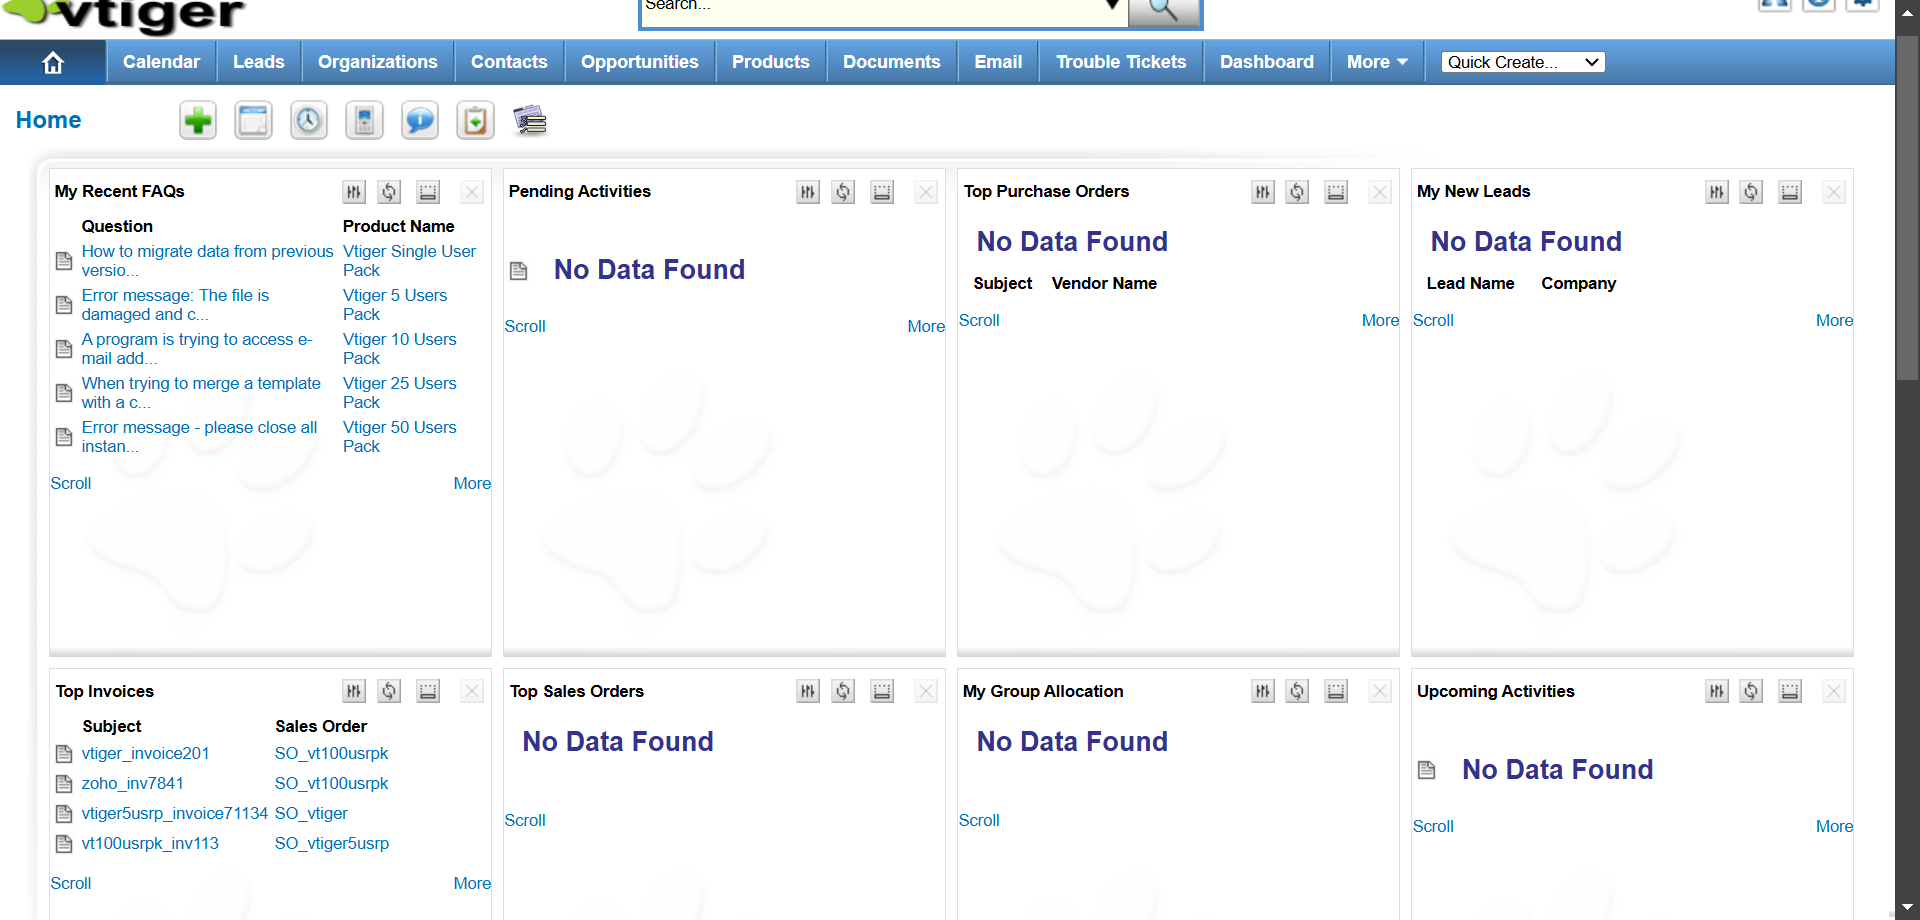 vtiger
Search...
Calendar Leads Organizations Contacts Opportunities Products Documents Email Trouble Tickets Dashboard More Quick Create...
Home
My Recent FAQs
Question Product Name
How to migrate data from previous versio... Vtiger Single User Pack
Error message: The file is damaged and c... Vtiger 5 Users Pack
A program is trying to access e-mail add... Vtiger 10 Users Pack
When trying to merge a template with a c... Vtiger 25 Users Pack
Error message - please close all instan... Vtiger 50 Users Pack
Scroll More
Pending Activities
No Data Found
Scroll More
Top Purchase Orders
No Data Found
Subject Vendor Name
Scroll More
My New Leads
No Data Found
Lead Name Company
Scroll More
Top Invoices
Subject Sales Order
vtiger_invoice201 SO_vt100usrpk
zoho_inv7841 SO_vt100usrpk
vtiger5usrp_invoice71134 SO_vtiger
vt100usrpk_inv113 SO_vtiger5usrp
Scroll More
Top Sales Orders
No Data Found
Scroll
My Group Allocation
No Data Found
Scroll
Upcoming Activities
No Data Found
Scroll More